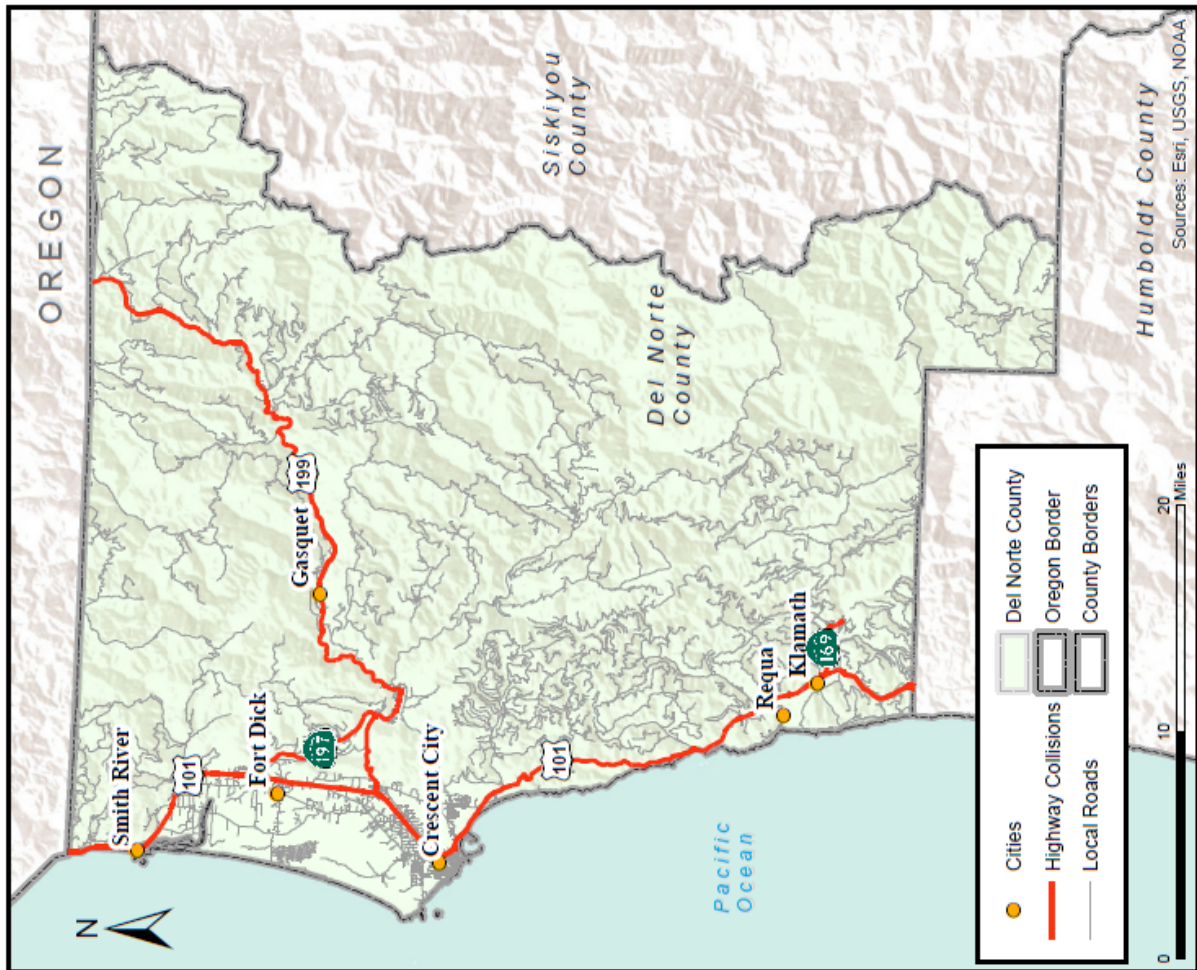 OREGON
N
Smith River
101
Fort Dick
197
199
Gasquet
Crescent City
101
Siskiyou
County
Del Norte
County
Pacific
Ocean
Requa
Klamath
169
Humboldt County
Sources: Esri, USGS, NOAA
Cities
Highway Collisions
Local Roads
Del Norte County
Oregon Border
County Borders
0
10
20
Miles